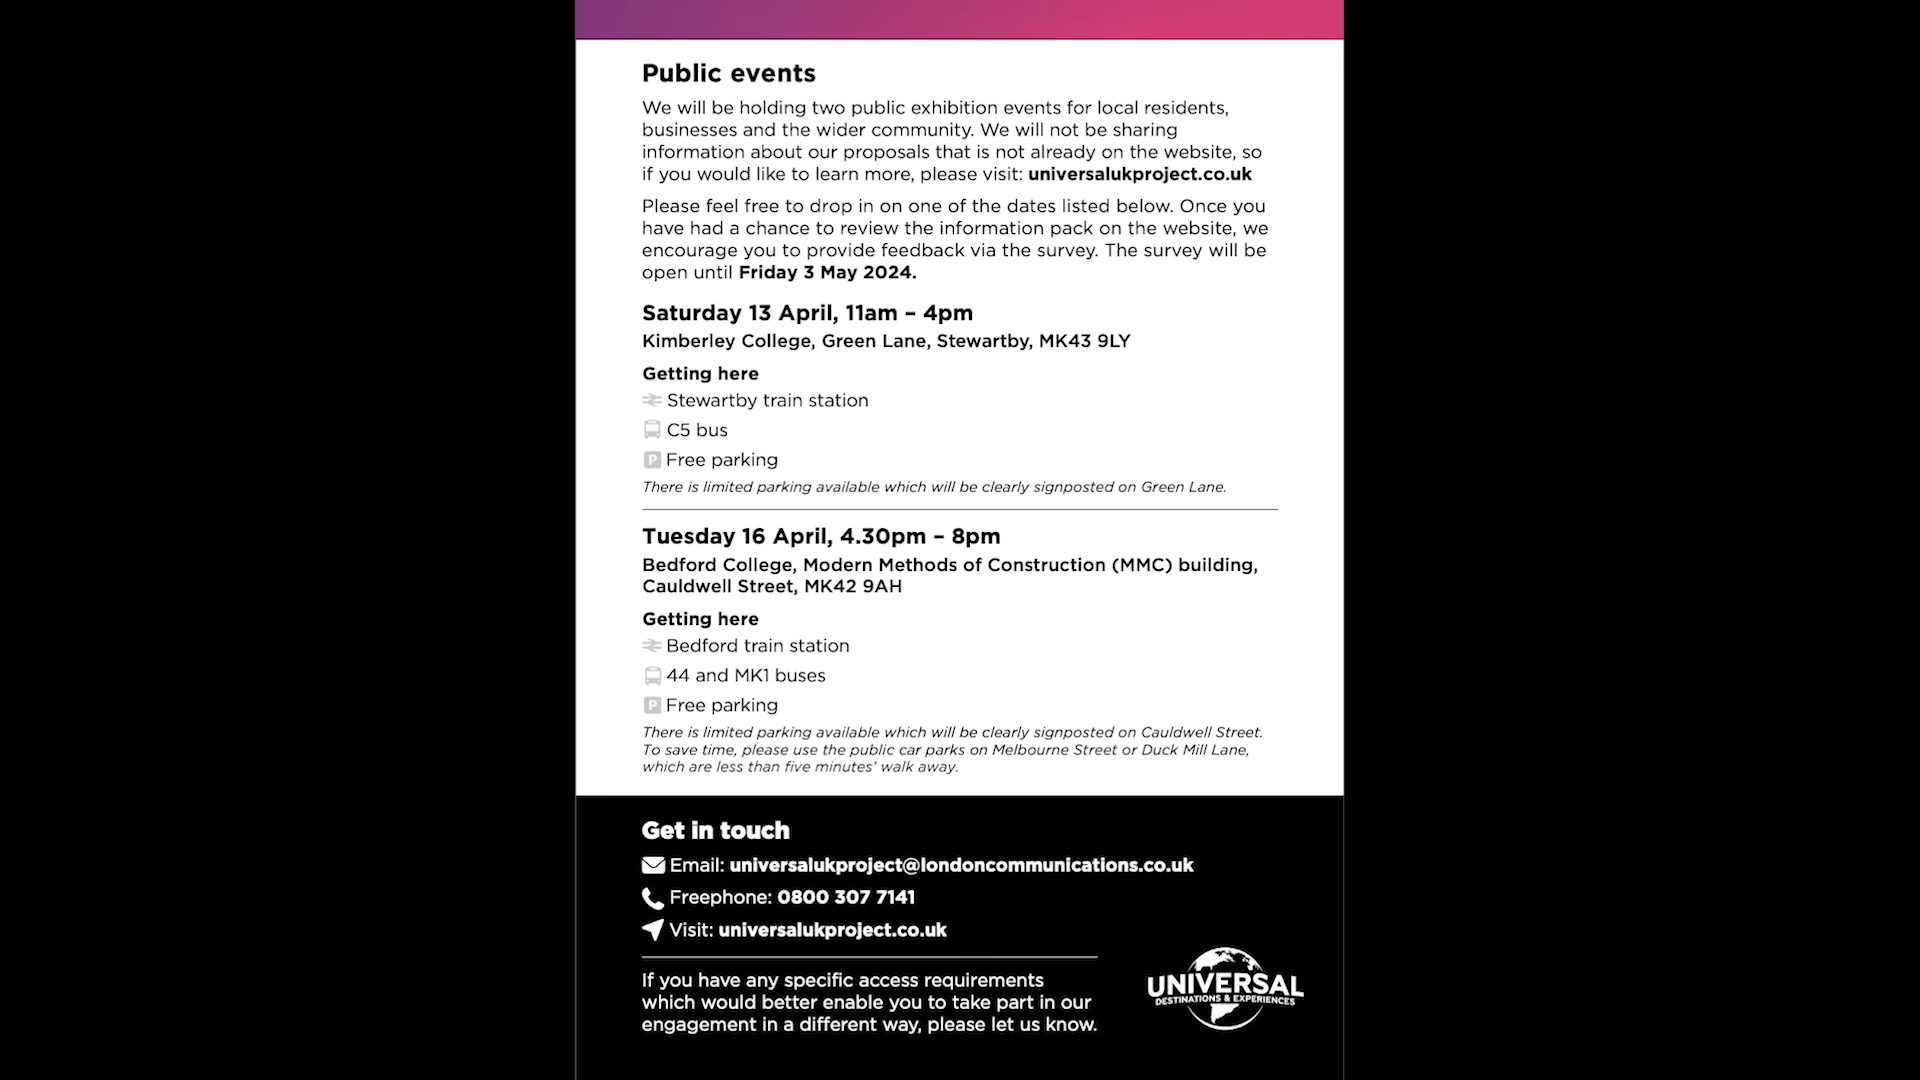 Public events
We will be holding two public exhibition events for local residents,
businesses and the wider community. We will not be sharing
information about our proposals that is not already on the website, so
if you would like to learn more, please visit: universalukproject.co.uk
Please feel free to drop in on one of the dates listed below. Once you
have had a chance to review the information pack on the website, we
encourage you to provide feedback via the survey. The survey will be
open until Friday 3 May 2024.
Saturday 13 April, 11am – 4pm
Kimberley College, Green Lane, Stewartby, MK43 9LY
Getting here
Stewartby train station
C5 bus
P Free parking
There is limited parking available which will be clearly signposted on Green Lane.
Tuesday 16 April, 4.30pm – 8pm
Bedford College, Modern Methods of Construction (MMC) building,
Cauldwell Street, MK42 9AH
Getting here
Bedford train station
44 and MK1 buses
P Free parking
There is limited parking available which will be clearly signposted on Cauldwell Street.
To save time, please use the public car parks on Melbourne Street or Duck Mill Lane,
which are less than five minutes' walk away.
Get in touch
Email: universalukproject@londoncommunications.co.uk
Freephone: 0800 307 7141
Visit: universalukproject.co.uk
If you have any specific access requirements
which would better enable you to take part in our
engagement in a different way, please let us know.
UNIVERSAL
DESTINATIONS & EXPERIENCES